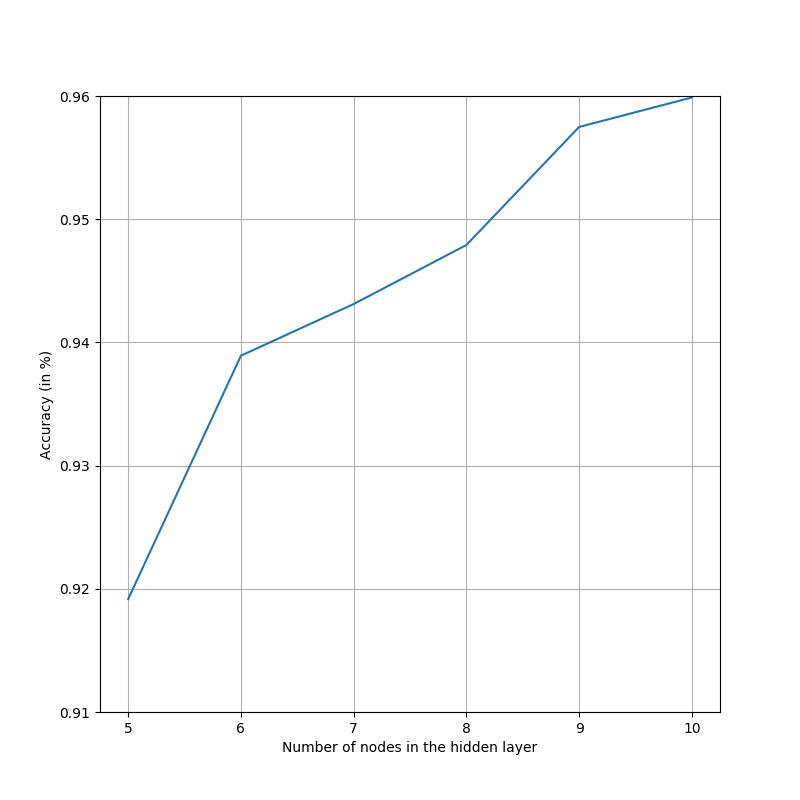 0.96
0.95
0.94
0.93
0.92
0.91
Accuracy (in %)
5 6 7 8 9 10
Number of nodes in the hidden layer